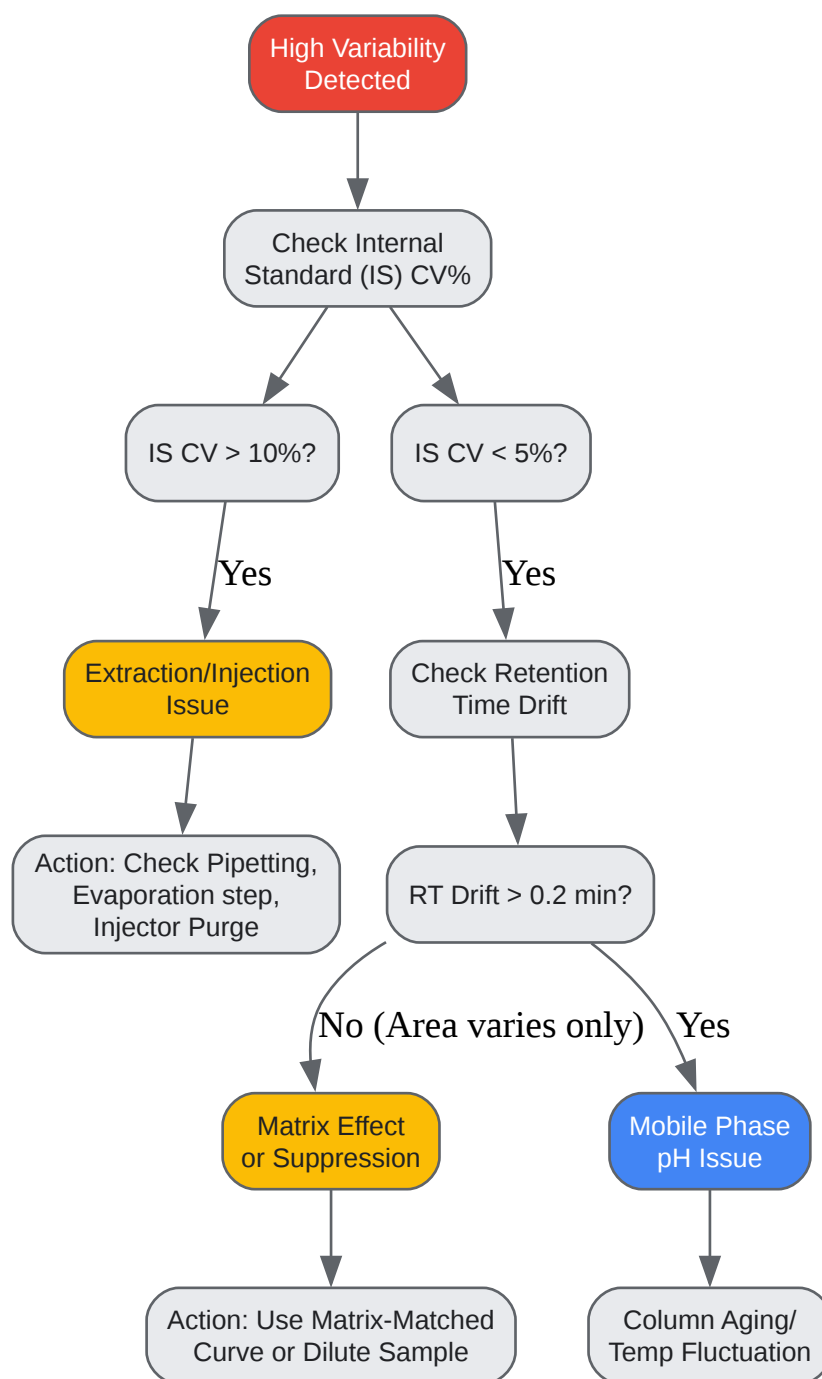 High Variability
Detected
Check Internal
Standard (IS) CV%
IS CV > 10%?
IS CV < 5%?
Yes
Yes
Extraction/Injection
Issue
Check Retention
Time Drift
Action: Check Pipetting,
Evaporation step,
Injector Purge
RT Drift > 0.2 min?
No (Area varies only)
Yes
Matrix Effect
or Suppression
Mobile Phase
pH Issue
Action: Use Matrix-Matched
Curve or Dilute Sample
Column Aging/
Temp Fluctuation